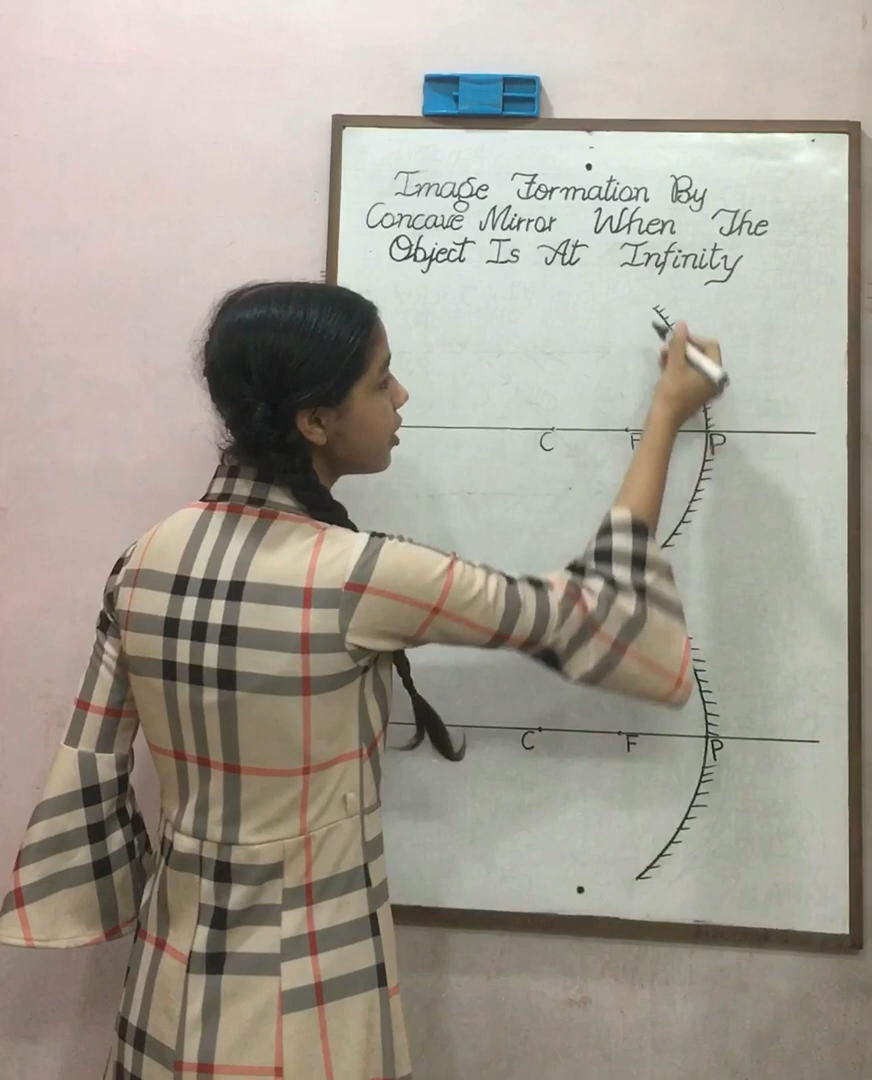 Image Formation By
Concave Mirror When The
Object Is At Infinity
C F P
C F P